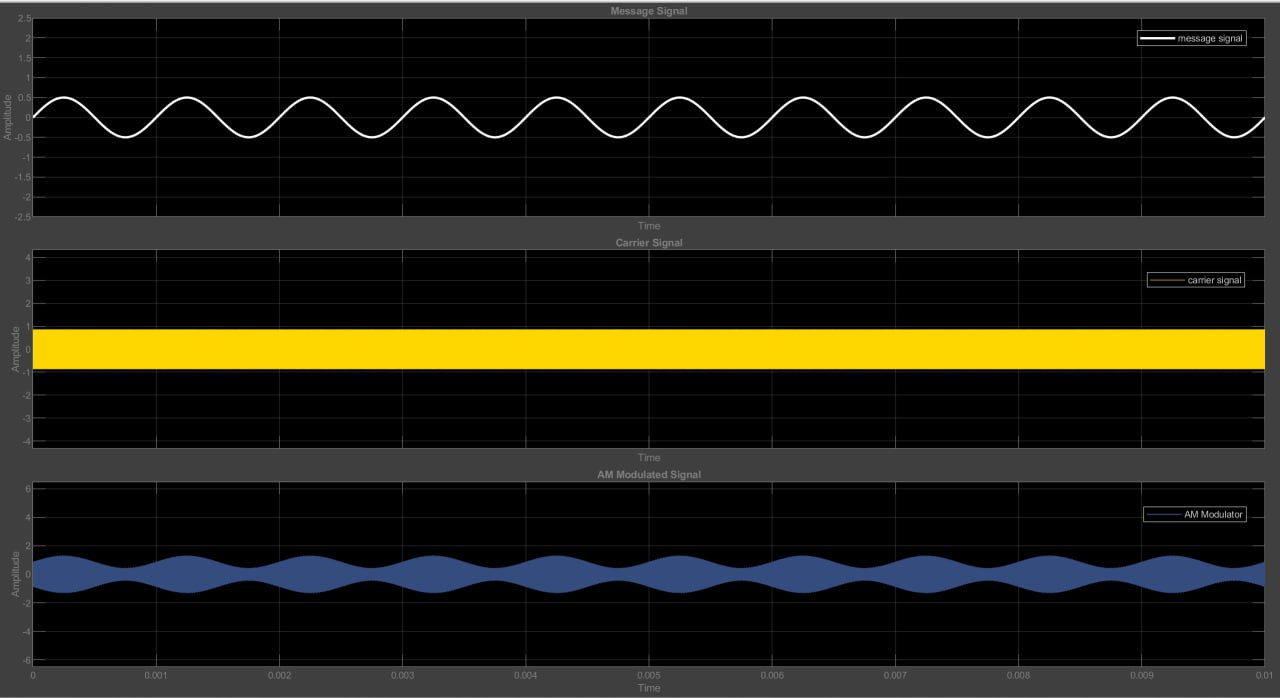 Message Signal
2.5
2
1.5
1
0.5
0
-0.5
-1
-1.5
-2
-2.5
Amplitude
message signal
Time
Carrier Signal
4
3
2
1
0
-1
-2
-3
-4
Amplitude
carrier signal
Time
AM Modulated Signal
6
4
2
0
-2
-4
-6
Amplitude
AM Modulator
0 0.001 0.002 0.003 0.004 0.005 0.006 0.007 0.008 0.009 0.01
Time